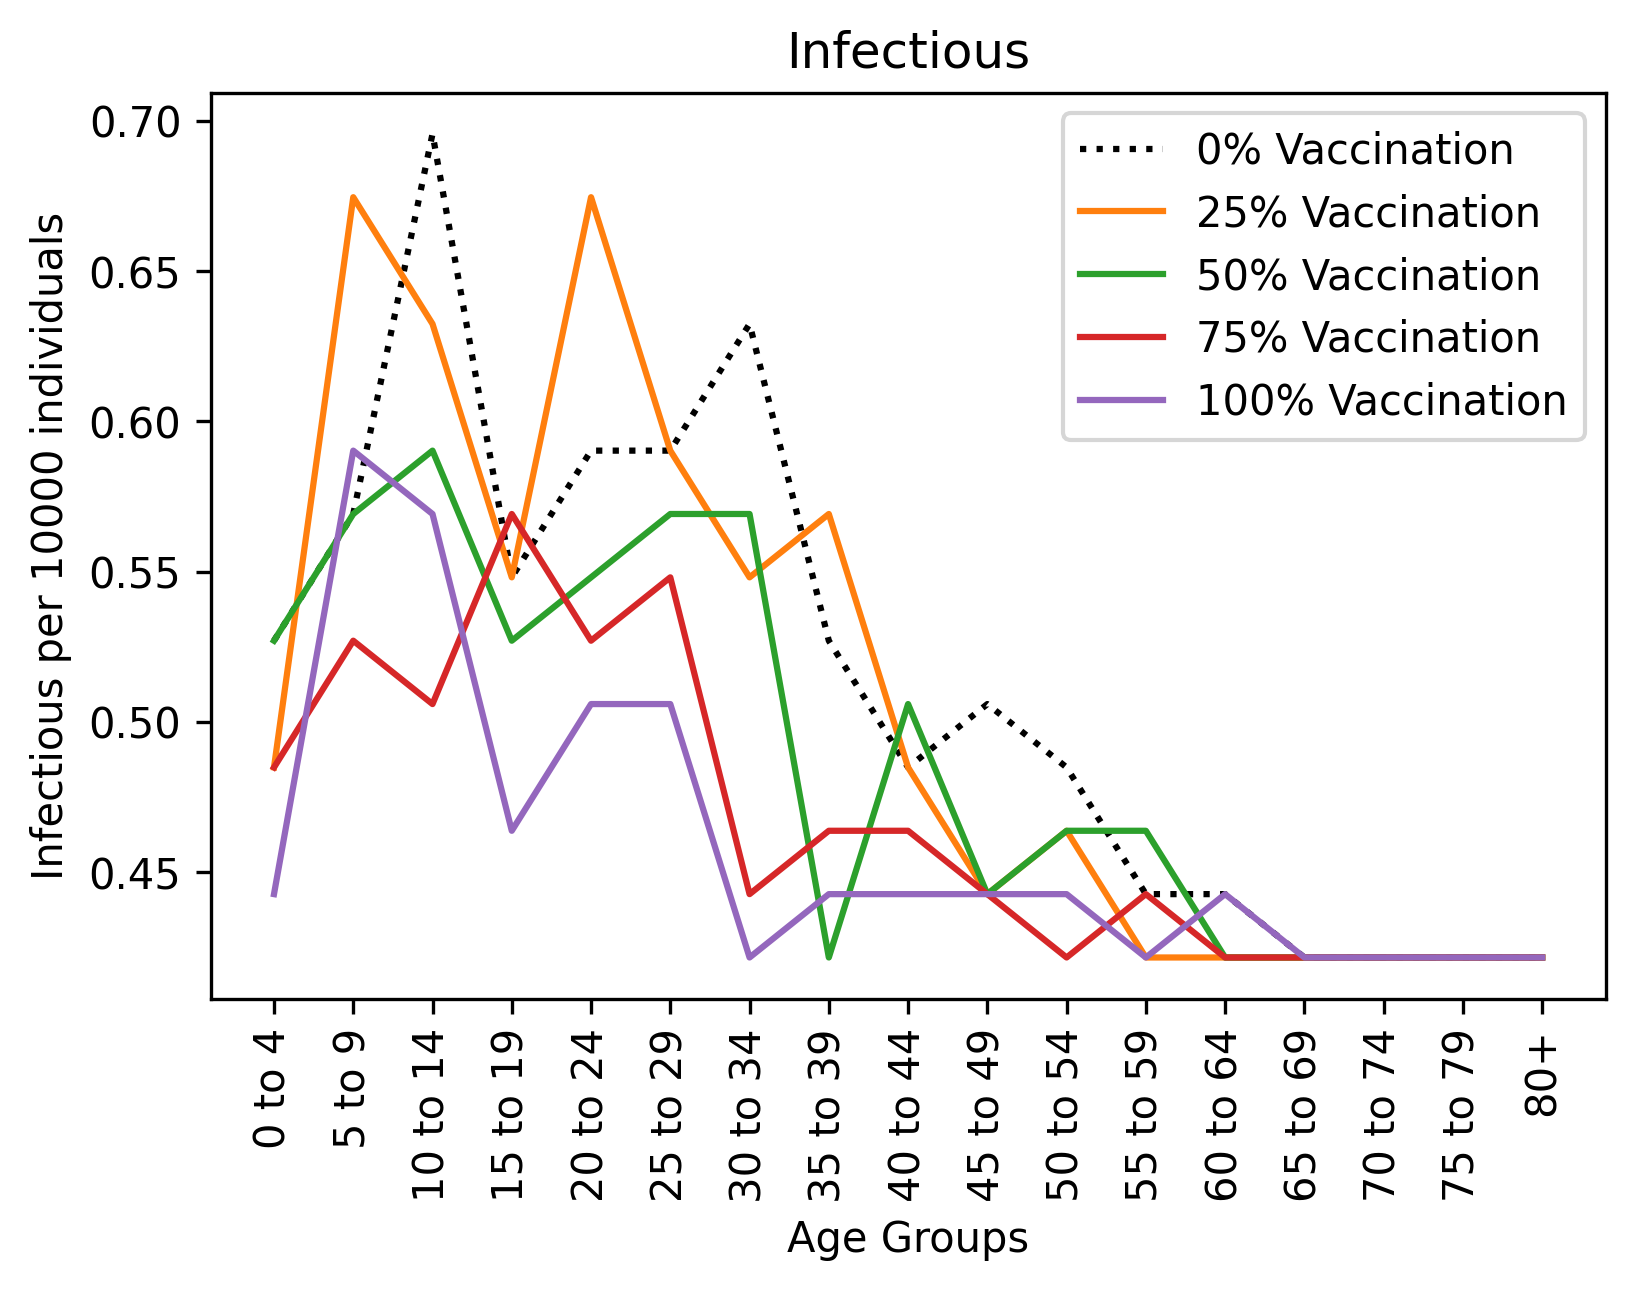 Infectious
0.70
0.65
0.60
0.55
0.50
0.45
Infectious per 100000 individuals
0% Vaccination
25% Vaccination
50% Vaccination
75% Vaccination
100% Vaccination
0 to 4
5 to 9
10 to 14
15 to 19
20 to 24
25 to 29
30 to 34
35 to 39
40 to 44
45 to 49
50 to 54
55 to 59
60 to 64
65 to 69
70 to 74
75 to 79
80+
Age Groups